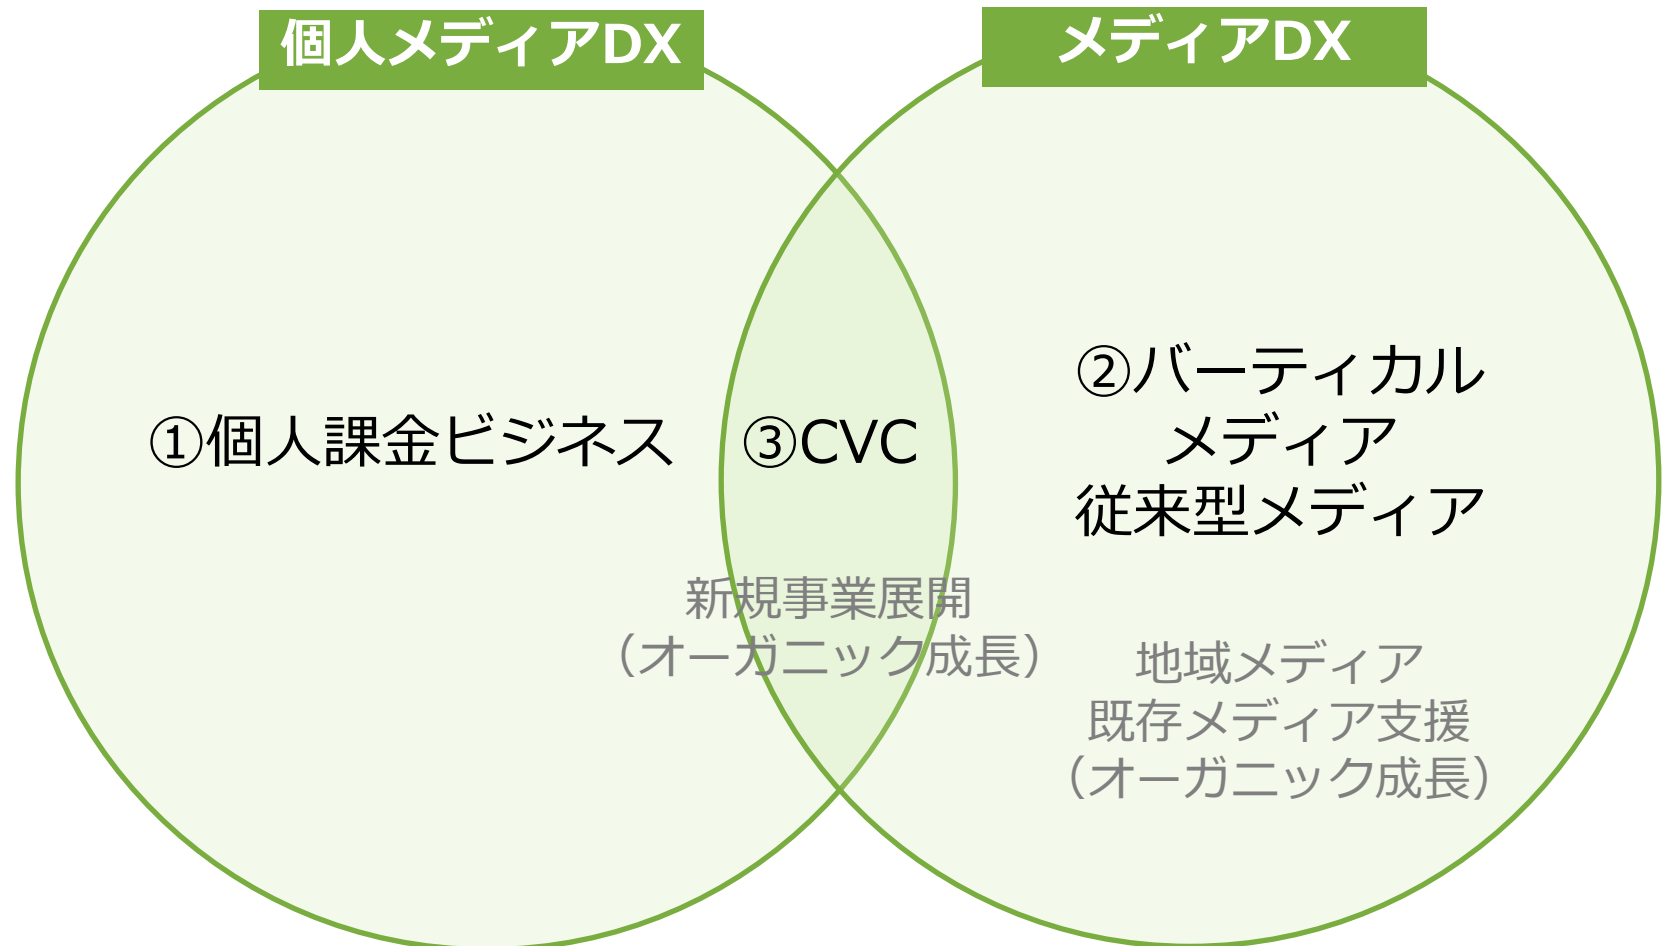 個人メディアDX
メディアDX
①個人課金ビジネス
③CVC
新規事業展開
（オーガニック成長）
②バーティカル
メディア
従来型メディア
地域メディア
既存メディア支援
（オーガニック成長）